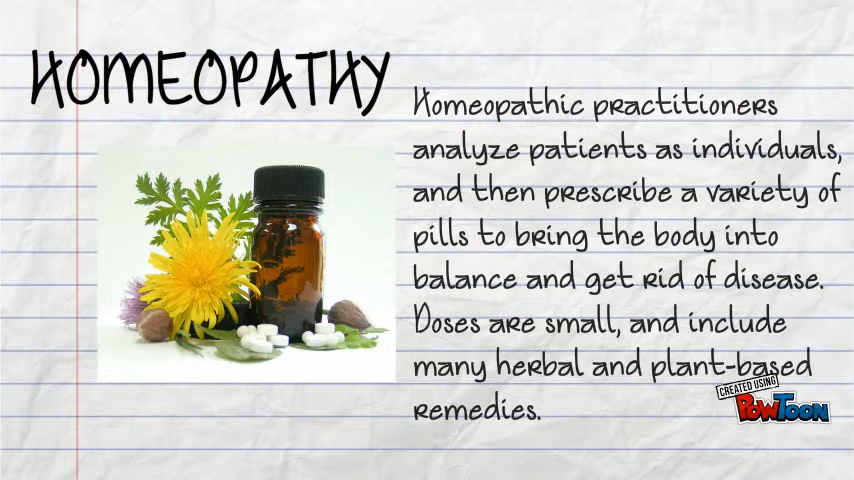 HOMEOPATHY
Homeopathic practitioners
analyze patients as individuals,
and then prescribe a variety of
pills to bring the body into
balance and get rid of disease.
Doses are small, and include
many herbal and plant-based
remedies.
CREATED USING
POWTOON